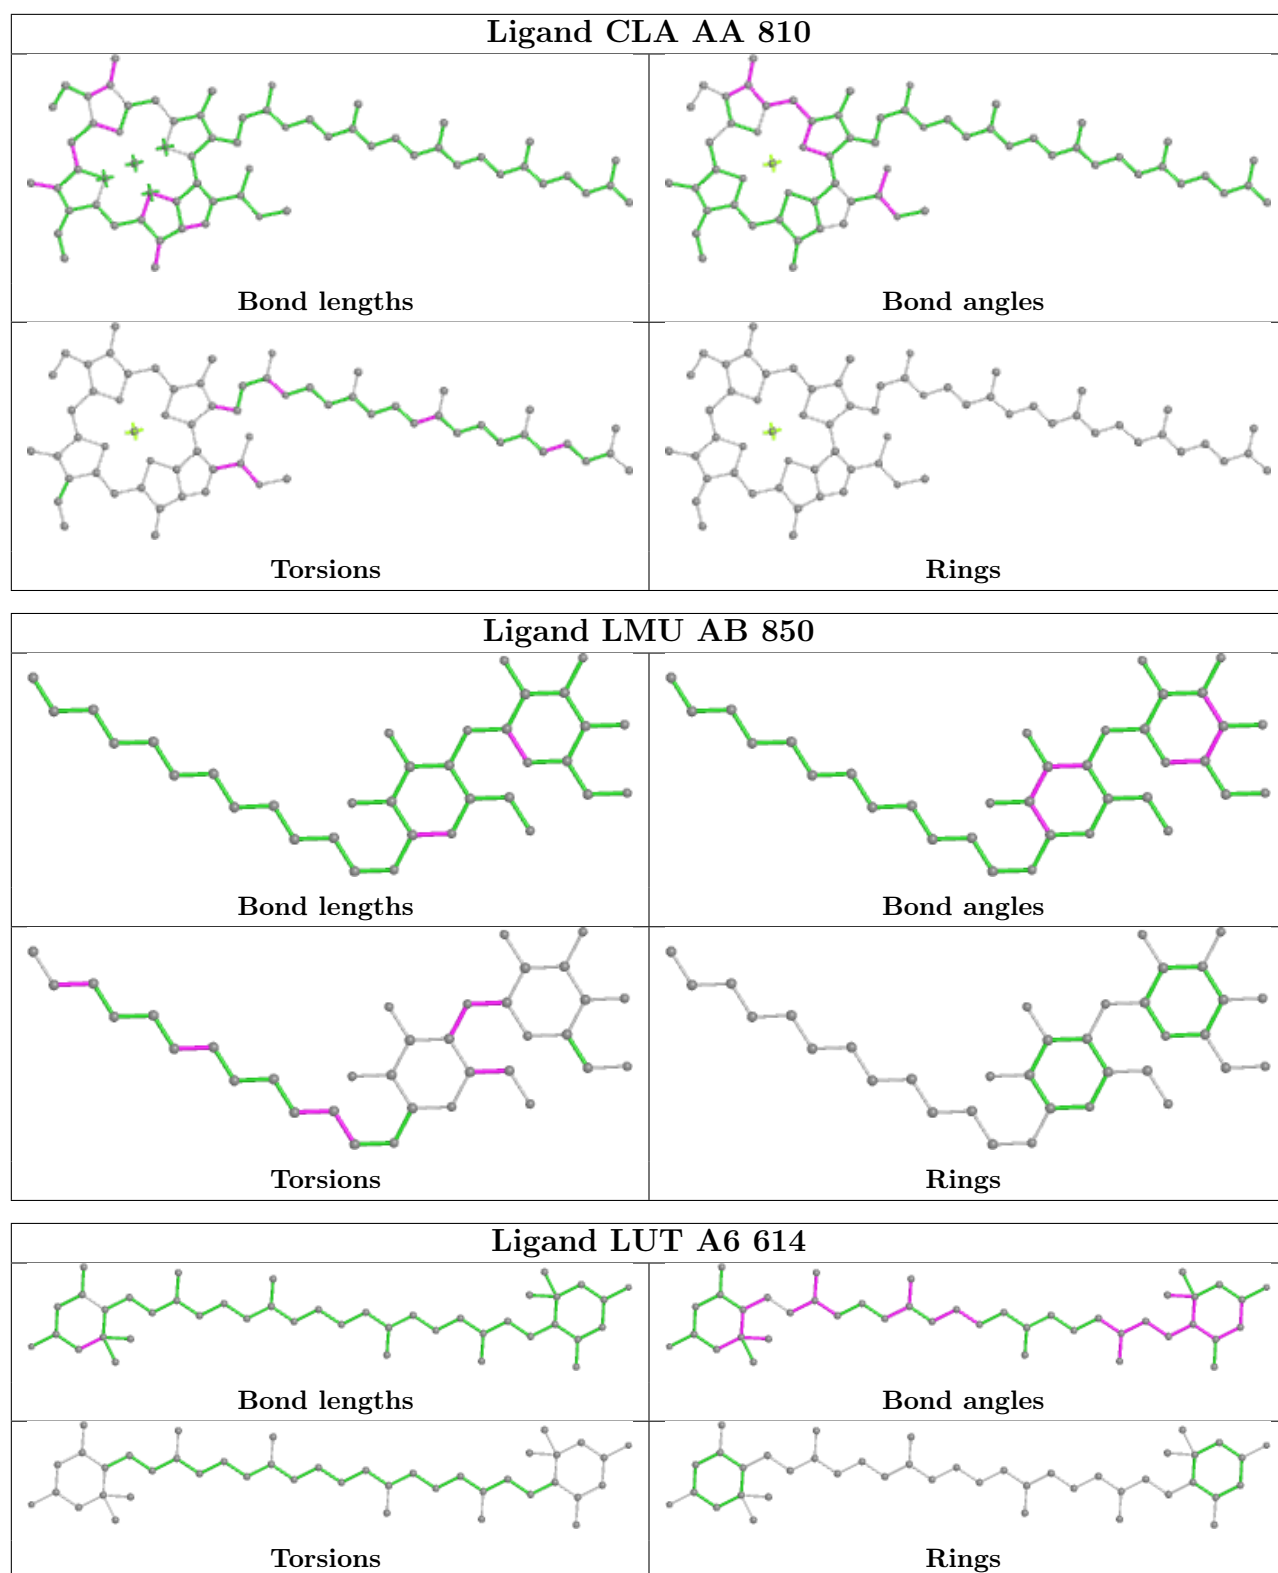 Ligand CLA AA 810
Bond lengths
Bond angles
Torsions
Rings
Ligand LMU AB 850
Bond lengths
Bond angles
Torsions
Rings
Ligand LUT A6 614
Bond lengths
Bond angles
Torsions
Rings